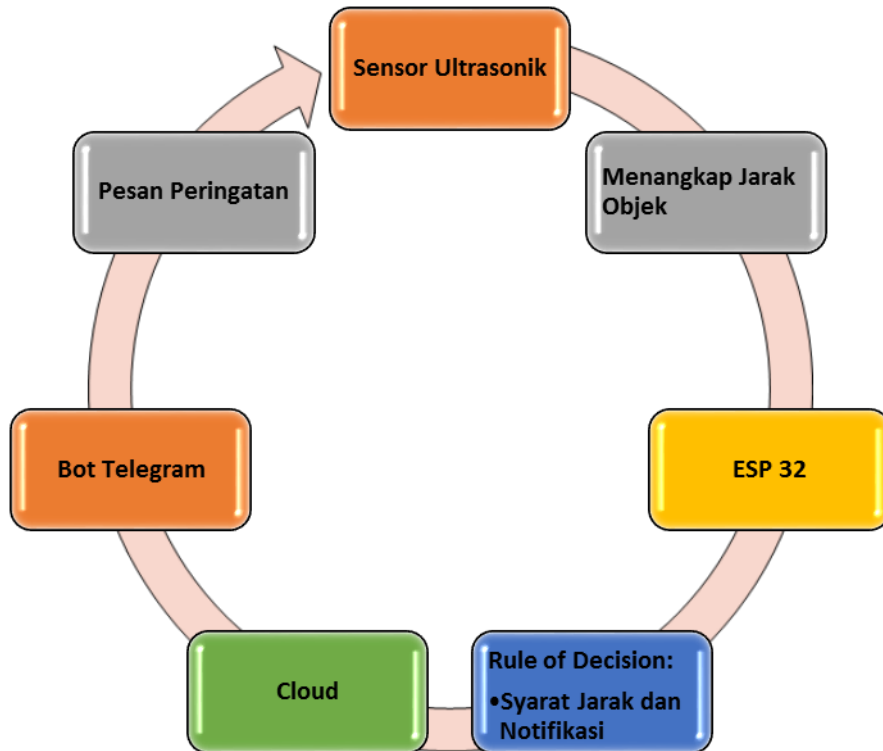 Sensor Ultrasonik
Menangkap Jarak
Objek
ESP 32
Rule of Decision:
•Syarat Jarak dan
Notifikasi
Cloud
Bot Telegram
Pesan Peringatan